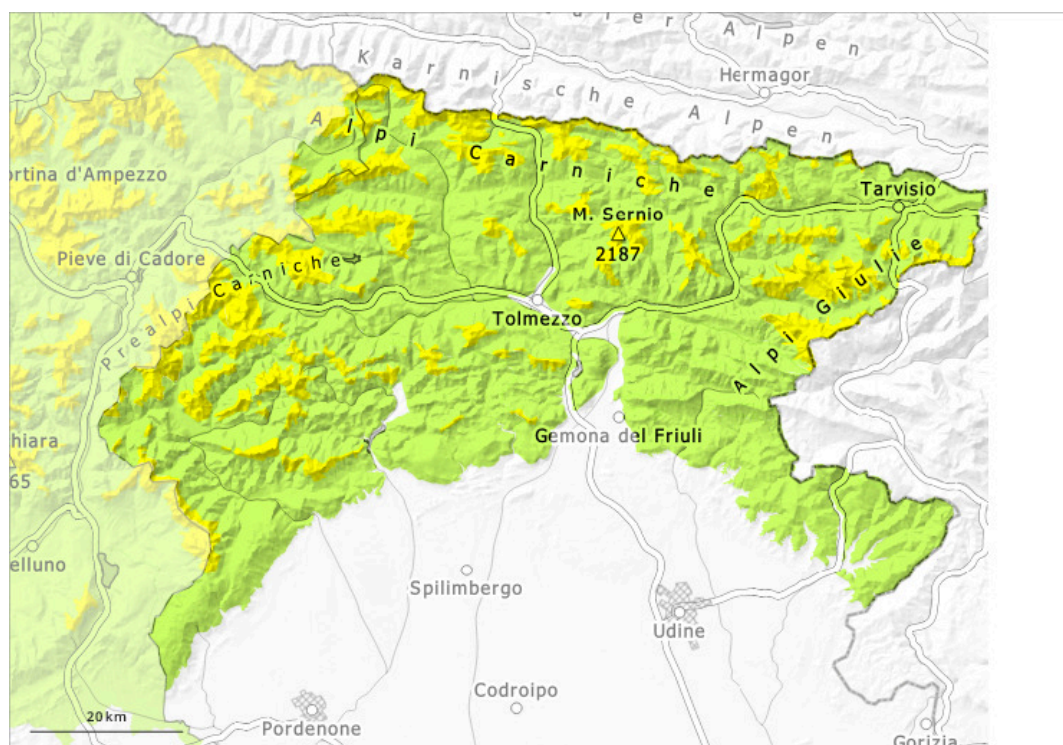 Alpen
Karnische Alpen
Hermagor
Alpi Carniche
ortina d'Ampezzo
Tarvisio
M. Sernio
2187
Pieve di Cadore
Prealpi Carniche
Alpi Giulie
Tolmezzo
Gemona del Friuli
hiara
65
elluno
Spilimbergo
Udine
Codroipo
20 km
Pordenone
Gorizia